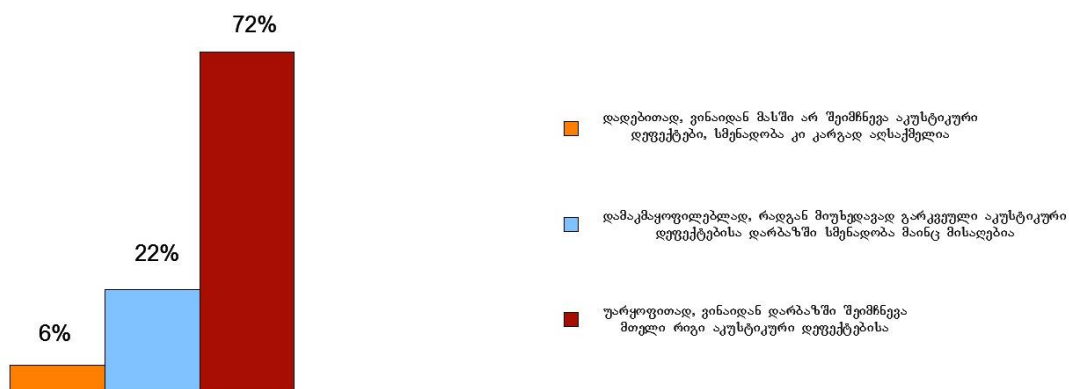 72%
22%
6%
დადებითად, ვინაიდან მასში არ შეიმჩნევა აკუსტიკური
დეფექტები, სმენადობა კი კარგად აღსაქმელია
დამაკმაყოფილებლად, რადგან მიუხედავად გარკვეული აკუსტიკური
დეფექტებისა დარბაზში სმენადობა მაინც მისაღებია
უარყოფითად, ვინაიდან დარბაზში შეიმჩნევა
მთელი რიგი აკუსტიკური დეფექტებისა